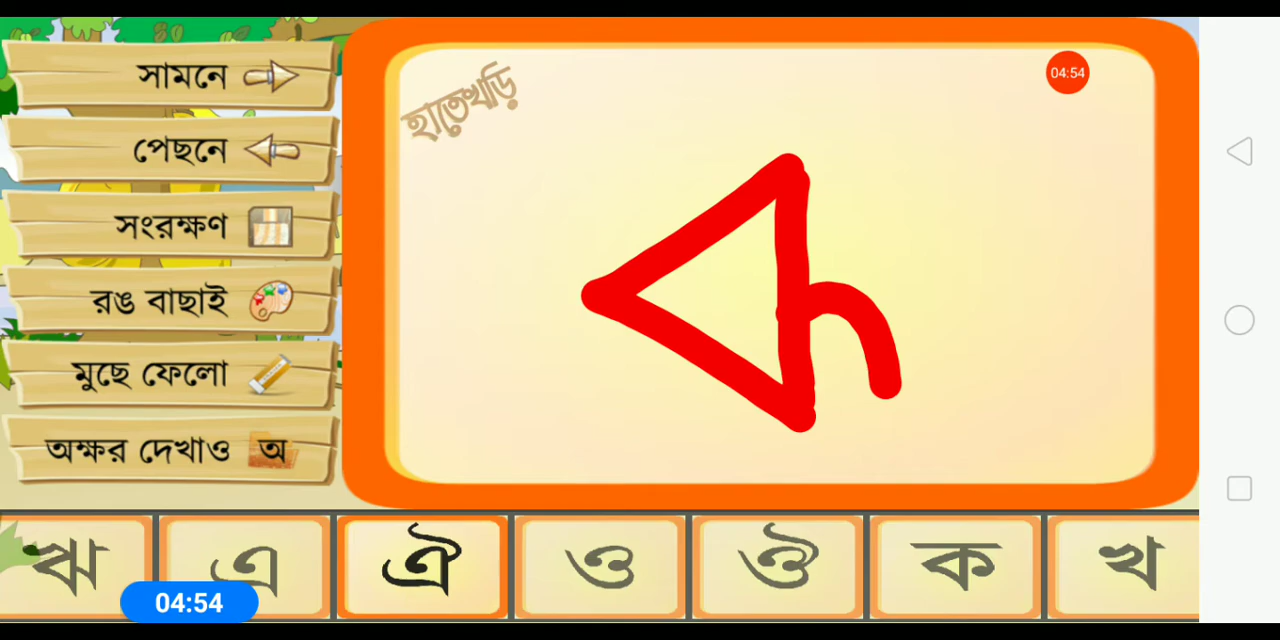 সামনে
পেছনে
সংরক্ষণ
রঙ বাছাই
মুছে ফেলো
অক্ষর দেখাও অ
হাতেখড়ি
04:54
ঋ এ ঐ ও ঔ ক খ
04:54